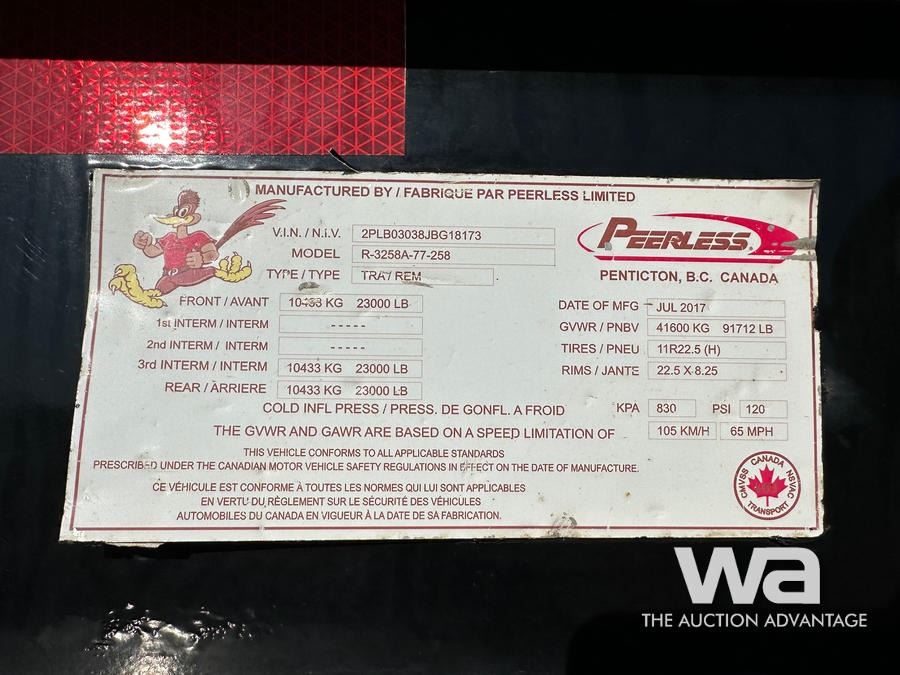 MANUFACTURED BY / FABRIQUE PAR PEERLESS LIMITED
V.I.N. / N.i.V. 2PLB03038JBG18173
MODEL R-3258A-77-258
TYPE / TYPE TRA / REM
PEERLESS
PENTICTON, B.C. CANADA
FRONT / AVANT 10433 KG 23000 LB
1st INTERM / INTERM -----
2nd INTERM / INTERM -----
3rd INTERM / INTERM 10433 KG 23000 LB
REAR / ARRIERE 10433 KG 23000 LB
DATE OF MFG JUL 2017
GVWR / PNBV 41600 KG 91712 LB
TIRES / PNEU 11R22.5 (H)
RIMS / JANTE 22.5 X 8.25
COLD INFL PRESS / PRESS. DE GONFL. A FROID KPA 830 PSI 120
THE GVWR AND GAWR ARE BASED ON A SPEED LIMITATION OF 105 KM/H 65 MPH
THIS VEHICLE CONFORMS TO ALL APPLICABLE STANDARDS
PRESCRIBED UNDER THE CANADIAN MOTOR VEHICLE SAFETY REGULATIONS IN EFFECT ON THE DATE OF MANUFACTURE.
CE VÉHICULE EST CONFORME À TOUTES LES NORMES QUI LUI SONT APPLICABLES
EN VERTU DU RÈGLEMENT SUR LE SÉCURITÉ DES VÉHICULES
AUTOMOBILES DU CANADA EN VIGUEUR À LA DATE DE SA FABRICATION.
CANADA
CMVSS NSVAC
TRANSPORT
wa
THE AUCTION ADVANTAGE